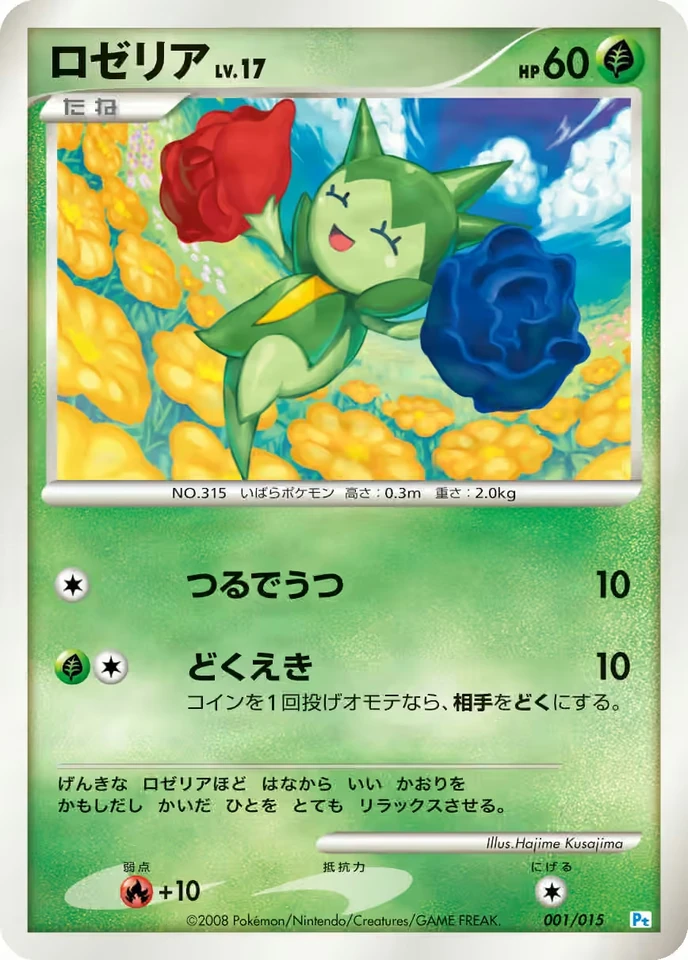 ロゼリア LV.17 HP 60
たね
NO.315 いばらポケモン 高さ：0.3m 重さ：2.0kg
つるでうつ 10
どくえき 10
コインを1回投げオモテなら、相手をどくにする。
げんきな ロゼリアほど はなから いい かおりを
かもしだし かいだ ひとを とても リラックスさせる。
Illus.Hajime Kusajima
弱点 抵抗力 にげる
+10
©2008 Pokémon/Nintendo/Creatures/GAME FREAK. 001/015 Pt